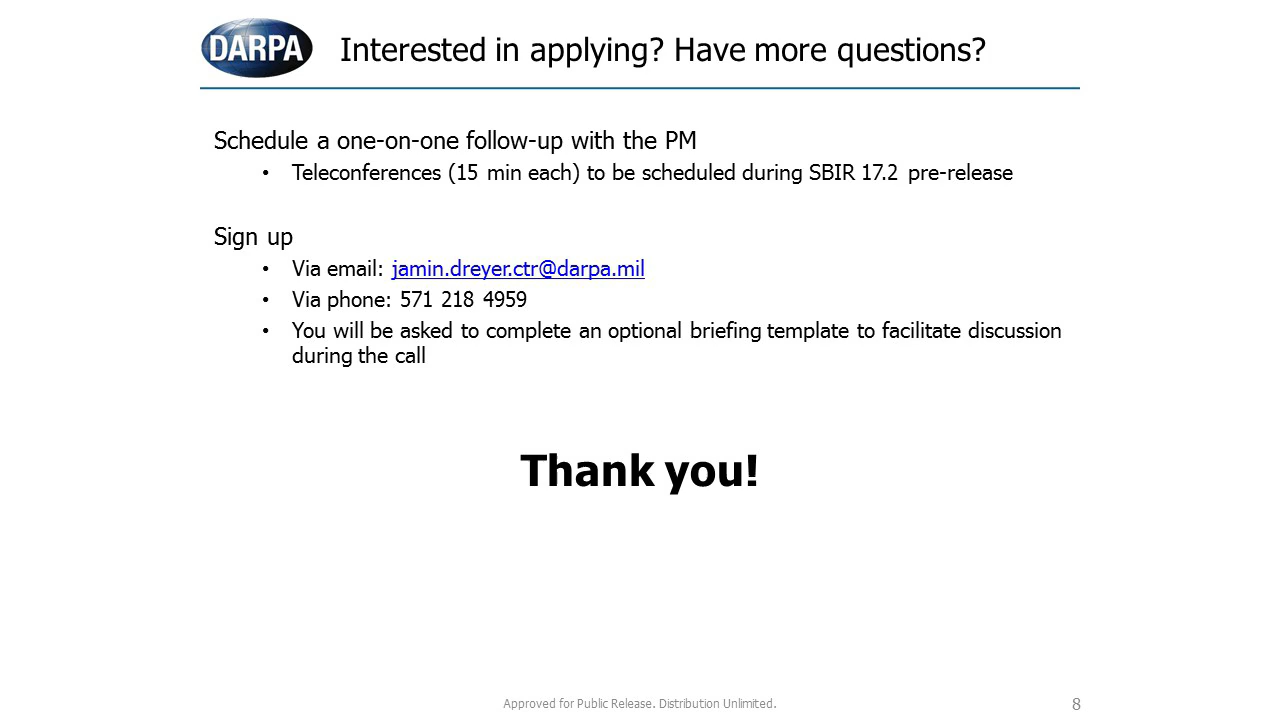 DARPA
Interested in applying? Have more questions?
Schedule a one-on-one follow-up with the PM
• Teleconferences (15 min each) to be scheduled during SBIR 17.2 pre-release
Sign up
• Via email: jamin.dreyer.ctr@darpa.mil
• Via phone: 571 218 4959
• You will be asked to complete an optional briefing template to facilitate discussion
during the call
Thank you!
Approved for Public Release. Distribution Unlimited.
8